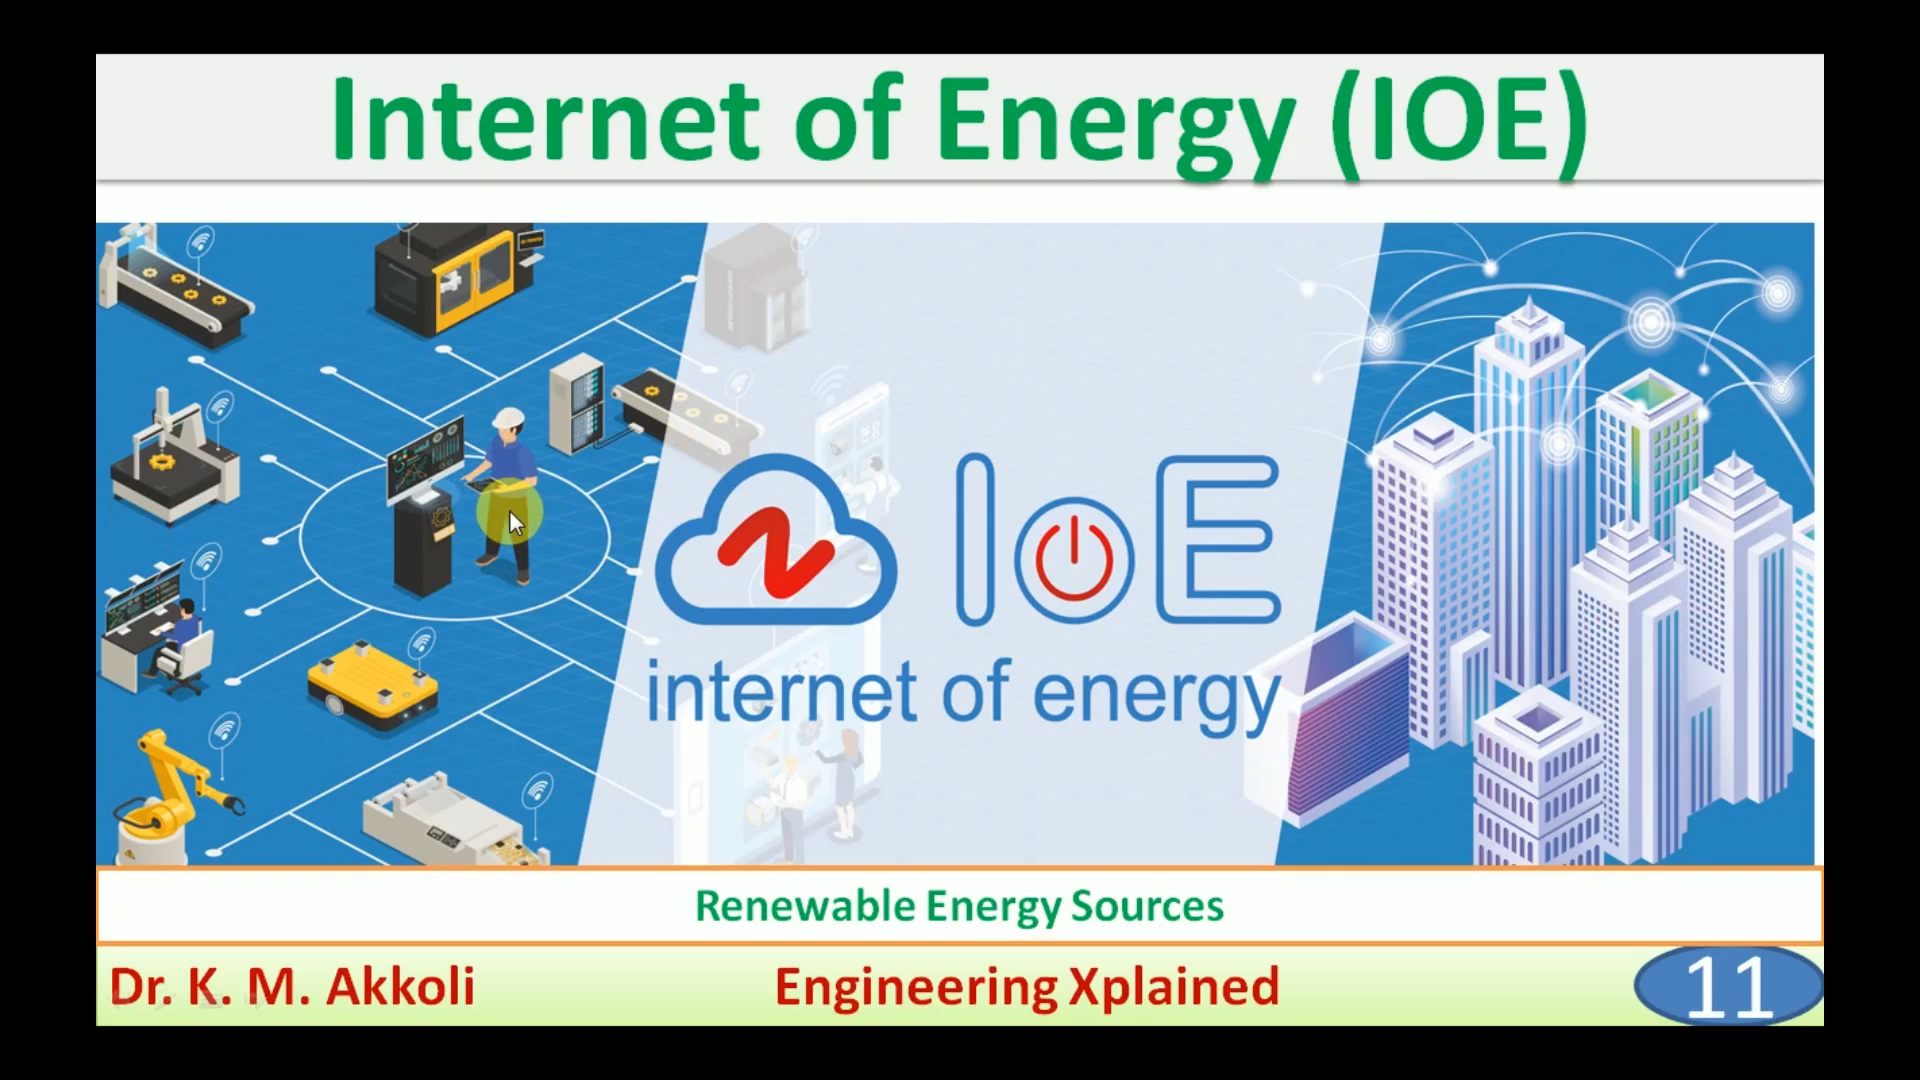 Internet of Energy (IOE)
IoE
internet of energy
Renewable Energy Sources
Dr. K. M. Akkoli
Engineering Xplained
11